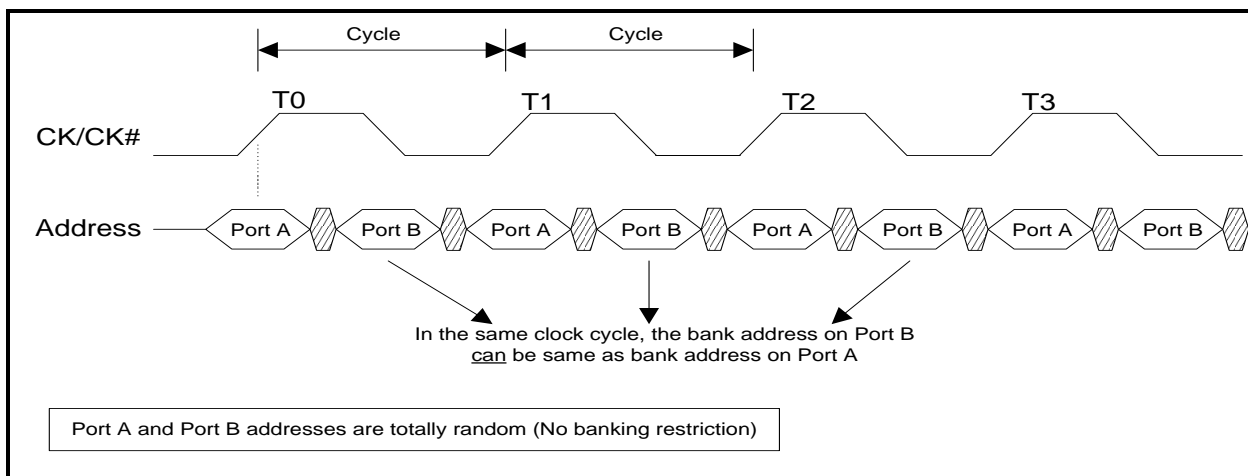 Cycle Cycle
T0 T1 T2 T3
CK/CK#
Address Port A Port B Port A Port B Port A Port B Port A Port B
In the same clock cycle, the bank address on Port B
can be same as bank address on Port A
Port A and Port B addresses are totally random (No banking restriction)